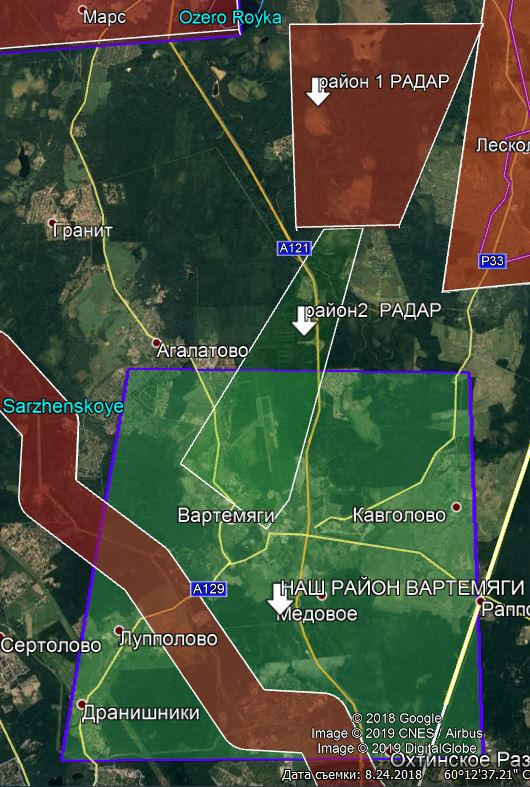 Марс
Ozero Royka
район 1 РАДАР
Леско
Гранит
A121
P33
район2 РАДАР
Агалатово
Sarzhenskoye
Вартемяги
Кавголово
A129
НАШ РАЙОН ВАРТЕМЯГИ
Медовое
Раппо
Лупполово
Сертолово
Дранишники
© 2018 Google
Image © 2019 CNES / Airbus
Image © 2019 DigitalGlobe
Охтинское Раз
Дата съемки: 8.24.2018 60°12'37.21" С